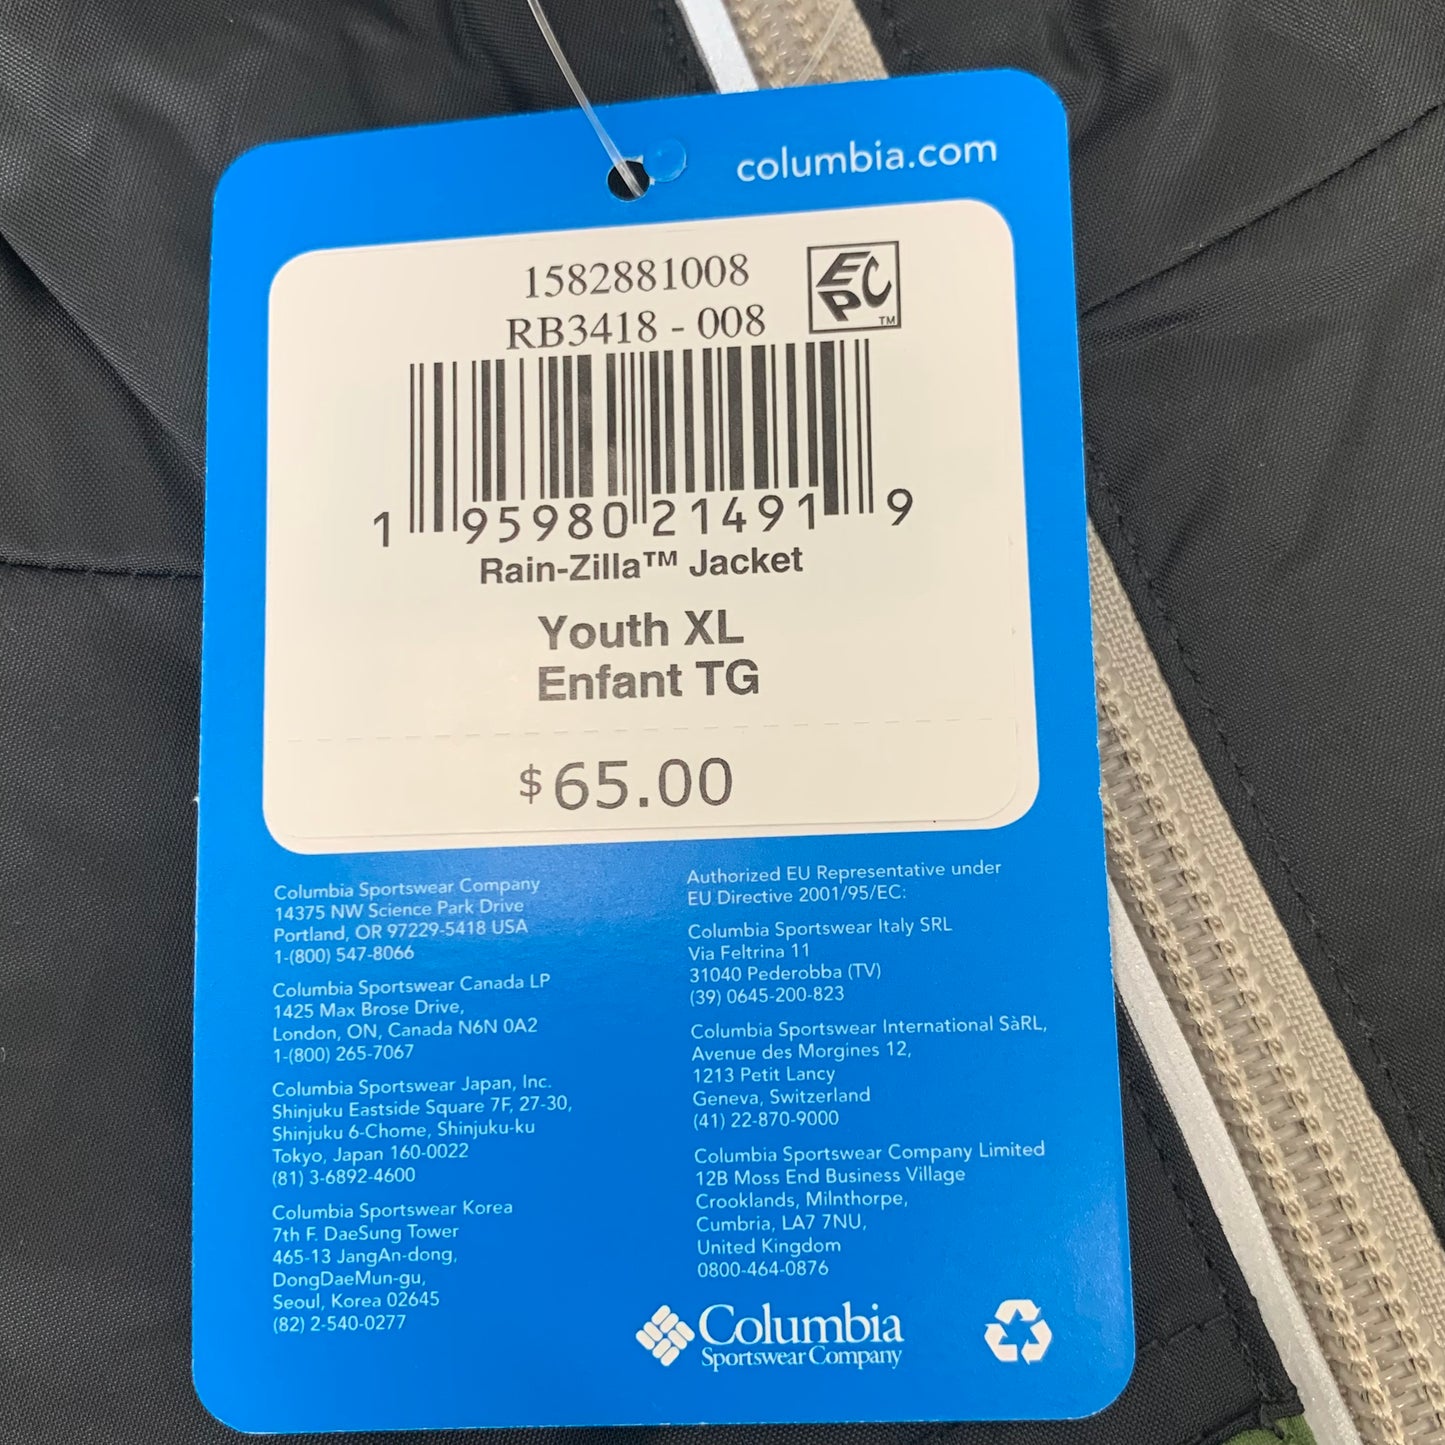 columbia.com
1582881008
RB3418 - 008
EPC™
1 95980 21491 9
Rain-Zilla™ Jacket
Youth XL
Enfant TG
$65.00
Columbia Sportswear Company
14375 NW Science Park Drive
Portland, OR 97229-5418 USA
1-(800) 547-8066
Columbia Sportswear Canada LP
1425 Max Brose Drive,
London, ON, Canada N6N 0A2
1-(800) 265-7067
Columbia Sportswear Japan, Inc.
Shinjuku Eastside Square 7F, 27-30,
Shinjuku 6-Chome, Shinjuku-ku
Tokyo, Japan 160-0022
(81) 3-6892-4600
Columbia Sportswear Korea
7th F. DaeSung Tower
465-13 JangAn-dong,
DongDaeMun-gu,
Seoul, Korea 02645
(82) 2-540-0277
Authorized EU Representative under
EU Directive 2001/95/EC:
Columbia Sportswear Italy SRL
Via Feltrina 11
31040 Pederobba (TV)
(39) 0645-200-823
Columbia Sportswear International SàRL,
Avenue des Morgines 12,
1213 Petit Lancy
Geneva, Switzerland
(41) 22-870-9000
Columbia Sportswear Company Limited
12B Moss End Business Village
Crooklands, Milnthorpe,
Cumbria, LA7 7NU,
United Kingdom
0800-464-0876
Columbia
Sportswear Company